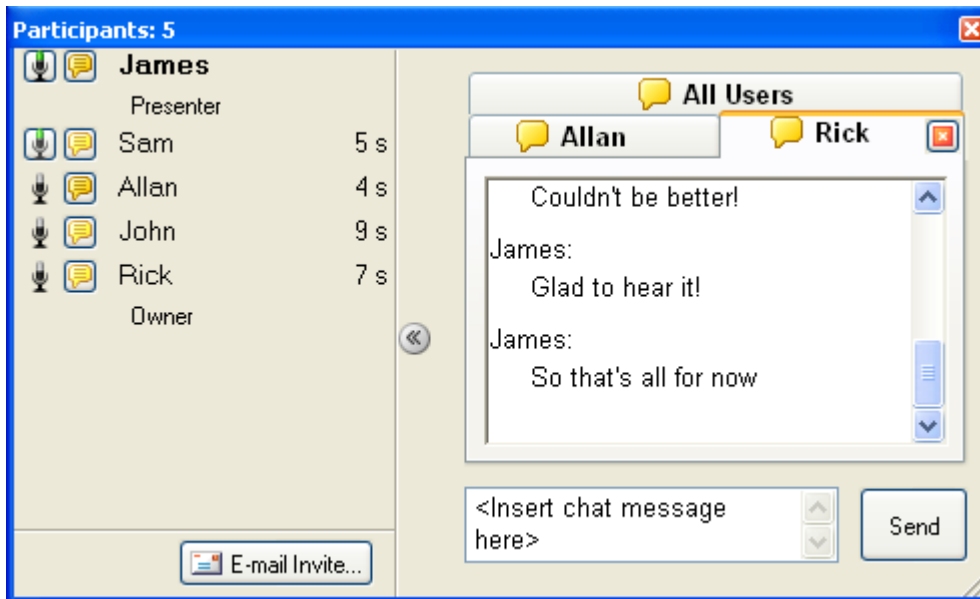 Participants: 5
James
Presenter
Sam 5 s
Allan 4 s
John 9 s
Rick 7 s
Owner
E-mail Invite...
All Users
Allan
Rick
Couldn't be better!
James:
Glad to hear it!
James:
So that's all for now
<Insert chat message
here>
Send